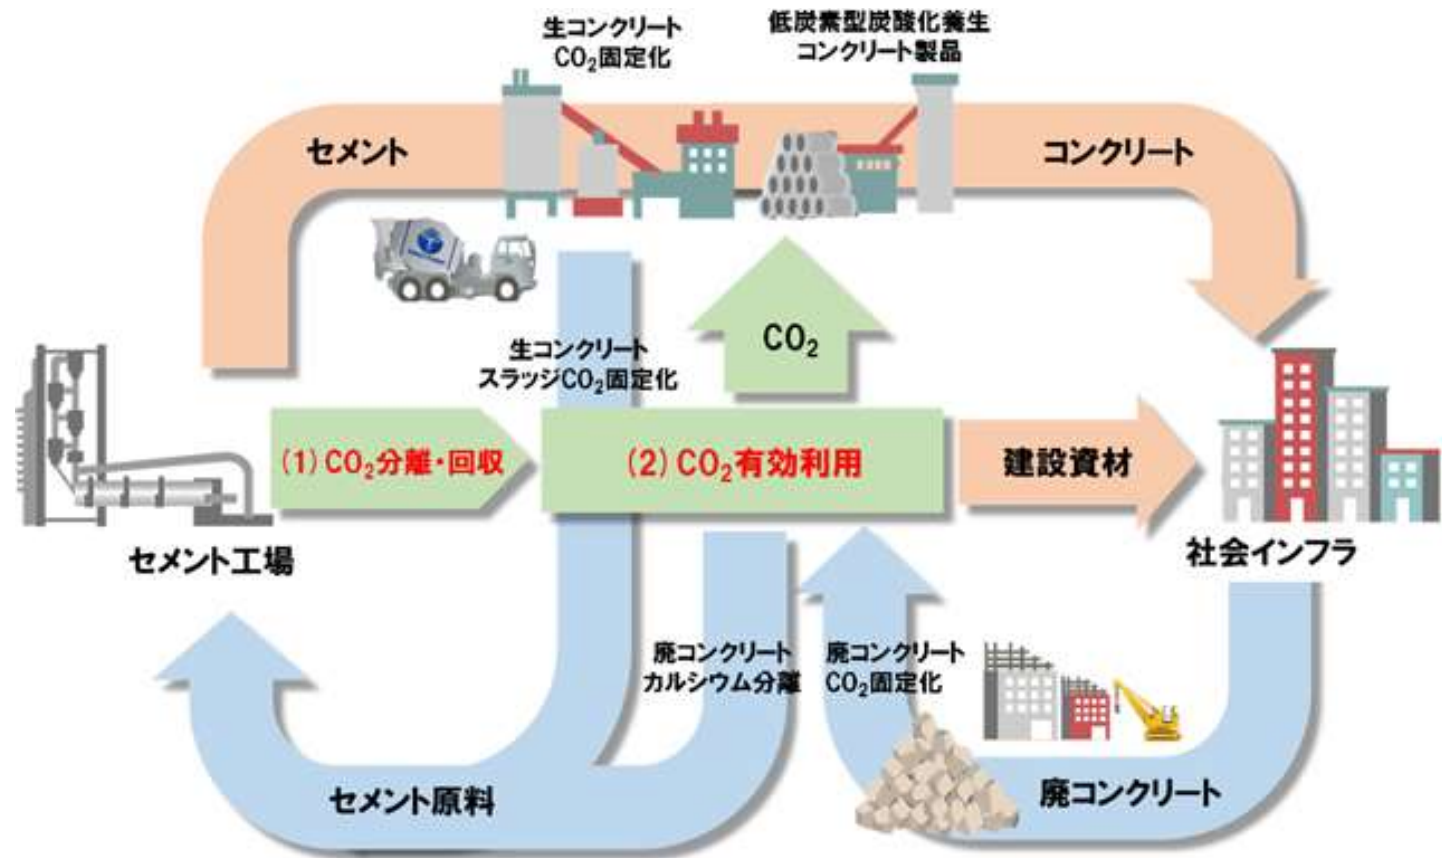 生コンクリート
CO₂固定化
低炭素型炭酸化養生
コンクリート製品
セメント
コンクリート
CO₂
生コンクリート
スラッジCO₂固定化
(1)CO₂分離・回収
(2)CO₂有効利用
建設資材
セメント工場
社会インフラ
廃コンクリート
カルシウム分離
廃コンクリート
CO₂固定化
セメント原料
廃コンクリート